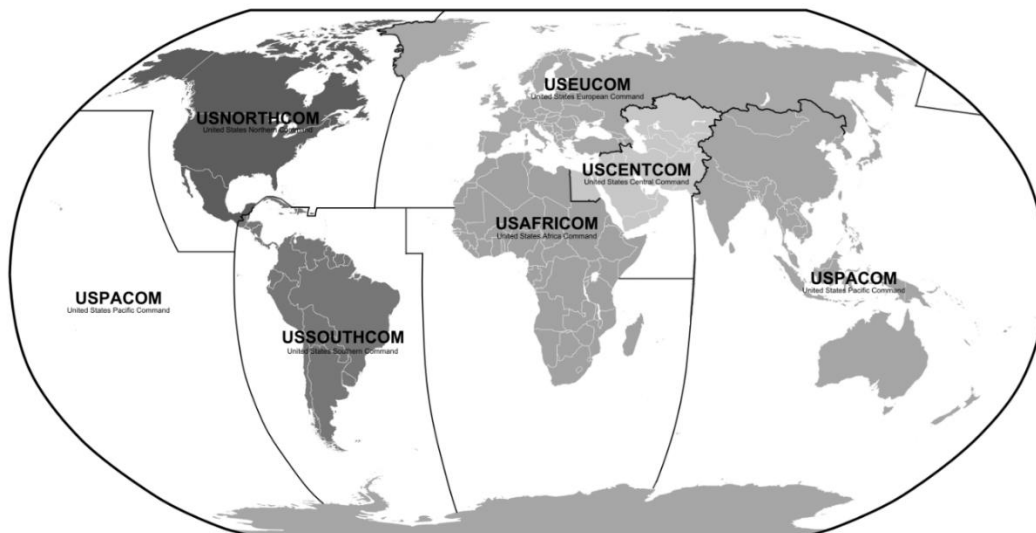 USEUCOM
United States European Command
USNORTHCOM
United States Northern Command
USCENTCOM
United States Central Command
USAFRICOM
United States Africa Command
USPACOM
United States Pacific Command
USPACOM
United States Pacific Command
USSOUTHCOM
United States Southern Command